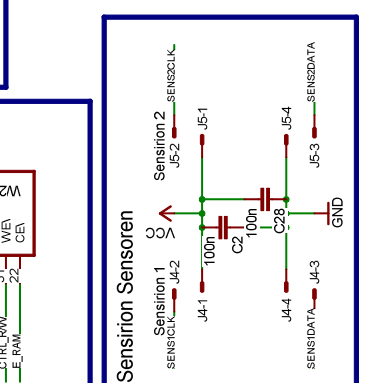 Sensirion Sensoren
Sensirion 2
SENS2CLK
J5-2
J5-1
J5-4
SENS2DATA
J5-3
VCC
100n
C2
100n
C28
GND
Sensirion 1
SENS1CLK
J4-2
J4-1
J4-4
SENS1DATA
J4-3
WE\
CE\
22
CTRL_R/W
E_RAM